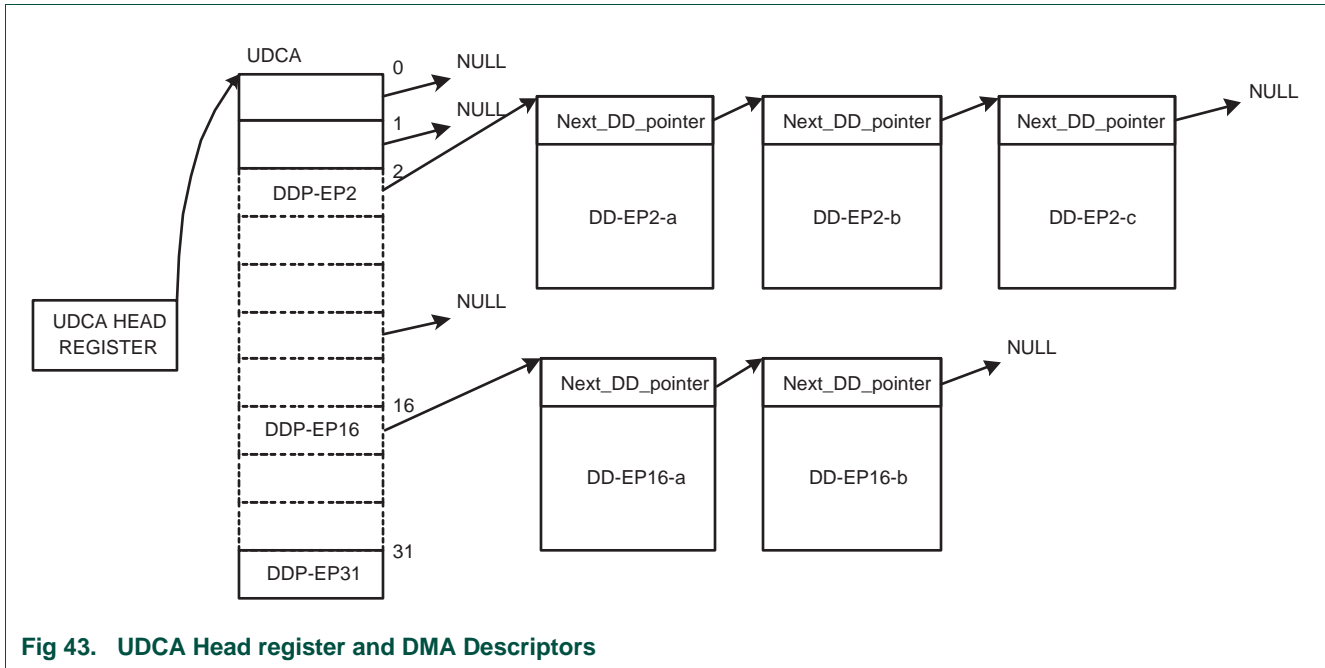 UDCA
0
NULL
NULL
1
2
DDP-EP2
Next_DD_pointer
Next_DD_pointer
Next_DD_pointer
NULL
DD-EP2-a
DD-EP2-b
DD-EP2-c
UDCA HEAD
REGISTER
NULL
16
DDP-EP16
Next_DD_pointer
Next_DD_pointer
NULL
DD-EP16-a
DD-EP16-b
31
DDP-EP31
Fig 43. UDCA Head register and DMA Descriptors